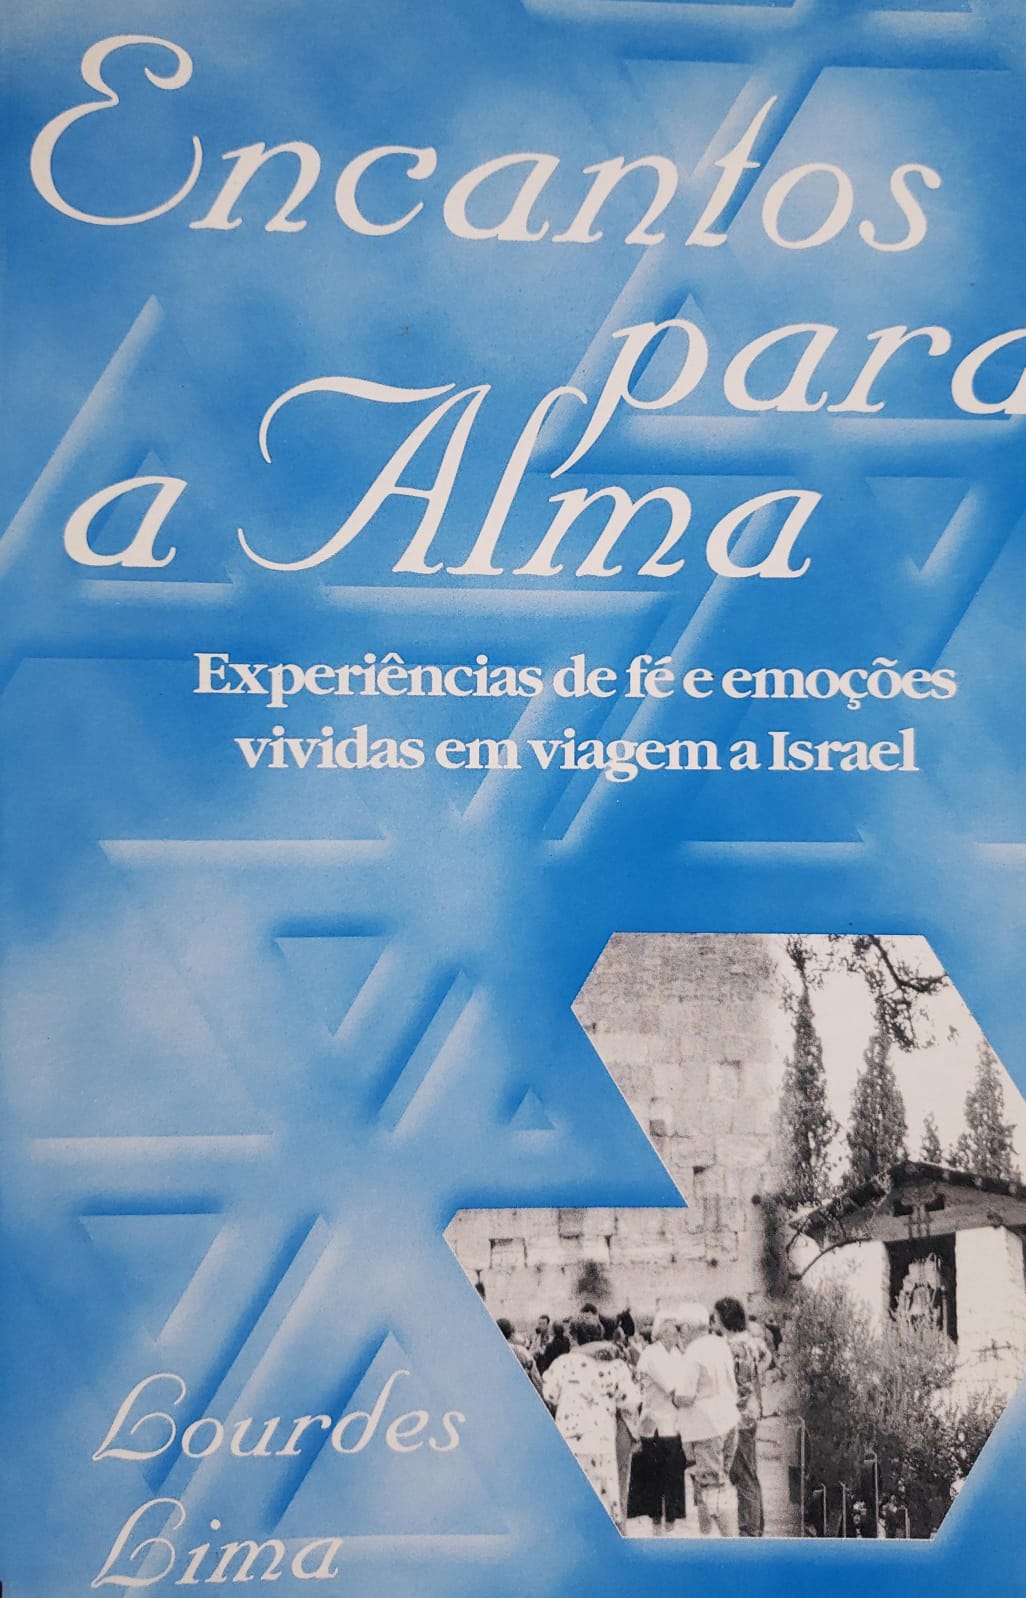 Encantos
para
a Alma
Experiências de fé e emoções
vividas em viagem a Israel
Lourdes
Lima